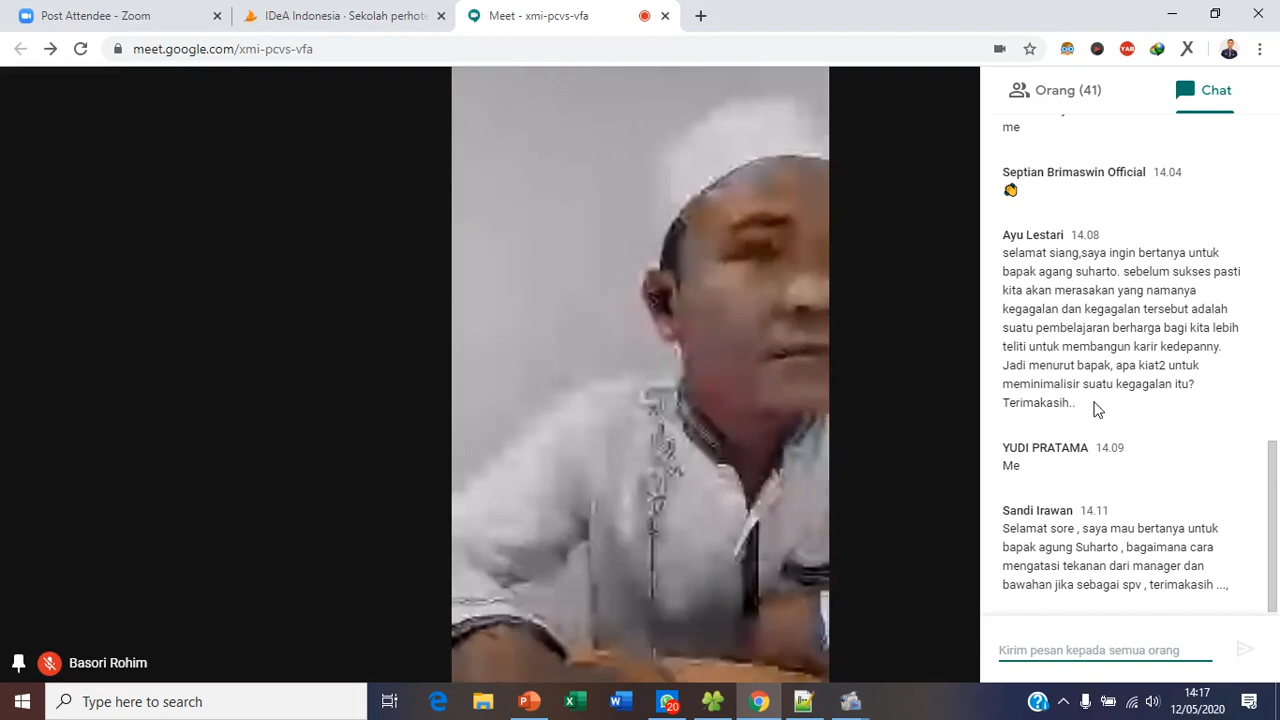 Post Attendee - Zoom
IDeA Indonesia · Sekolah perhote
Meet - xmi-pcvs-vfa
meet.google.com/xmi-pcvs-vfa
YAB
Orang (41)
Chat
me
Septian Brimaswin Official 14.04
Ayu Lestari 14.08
selamat siang,saya ingin bertanya untuk
bapak agang suharto. sebelum sukses pasti
kita akan merasakan yang namanya
kegagalan dan kegagalan tersebut adalah
suatu pembelajaran berharga bagi kita lebih
teliti untuk membangun karir kedepanny.
Jadi menurut bapak, apa kiat2 untuk
meminimalisir suatu kegagalan itu?
Terimakasih..
YUDI PRATAMA 14.09
Me
Sandi Irawan 14.11
Selamat sore , saya mau bertanya untuk
bapak agung Suharto , bagaimana cara
mengatasi tekanan dari manager dan
bawahan jika sebagai spv , terimakasih ...,
Kirim pesan kepada semua orang
Basori Rohim
Type here to search
20
14:17
12/05/2020